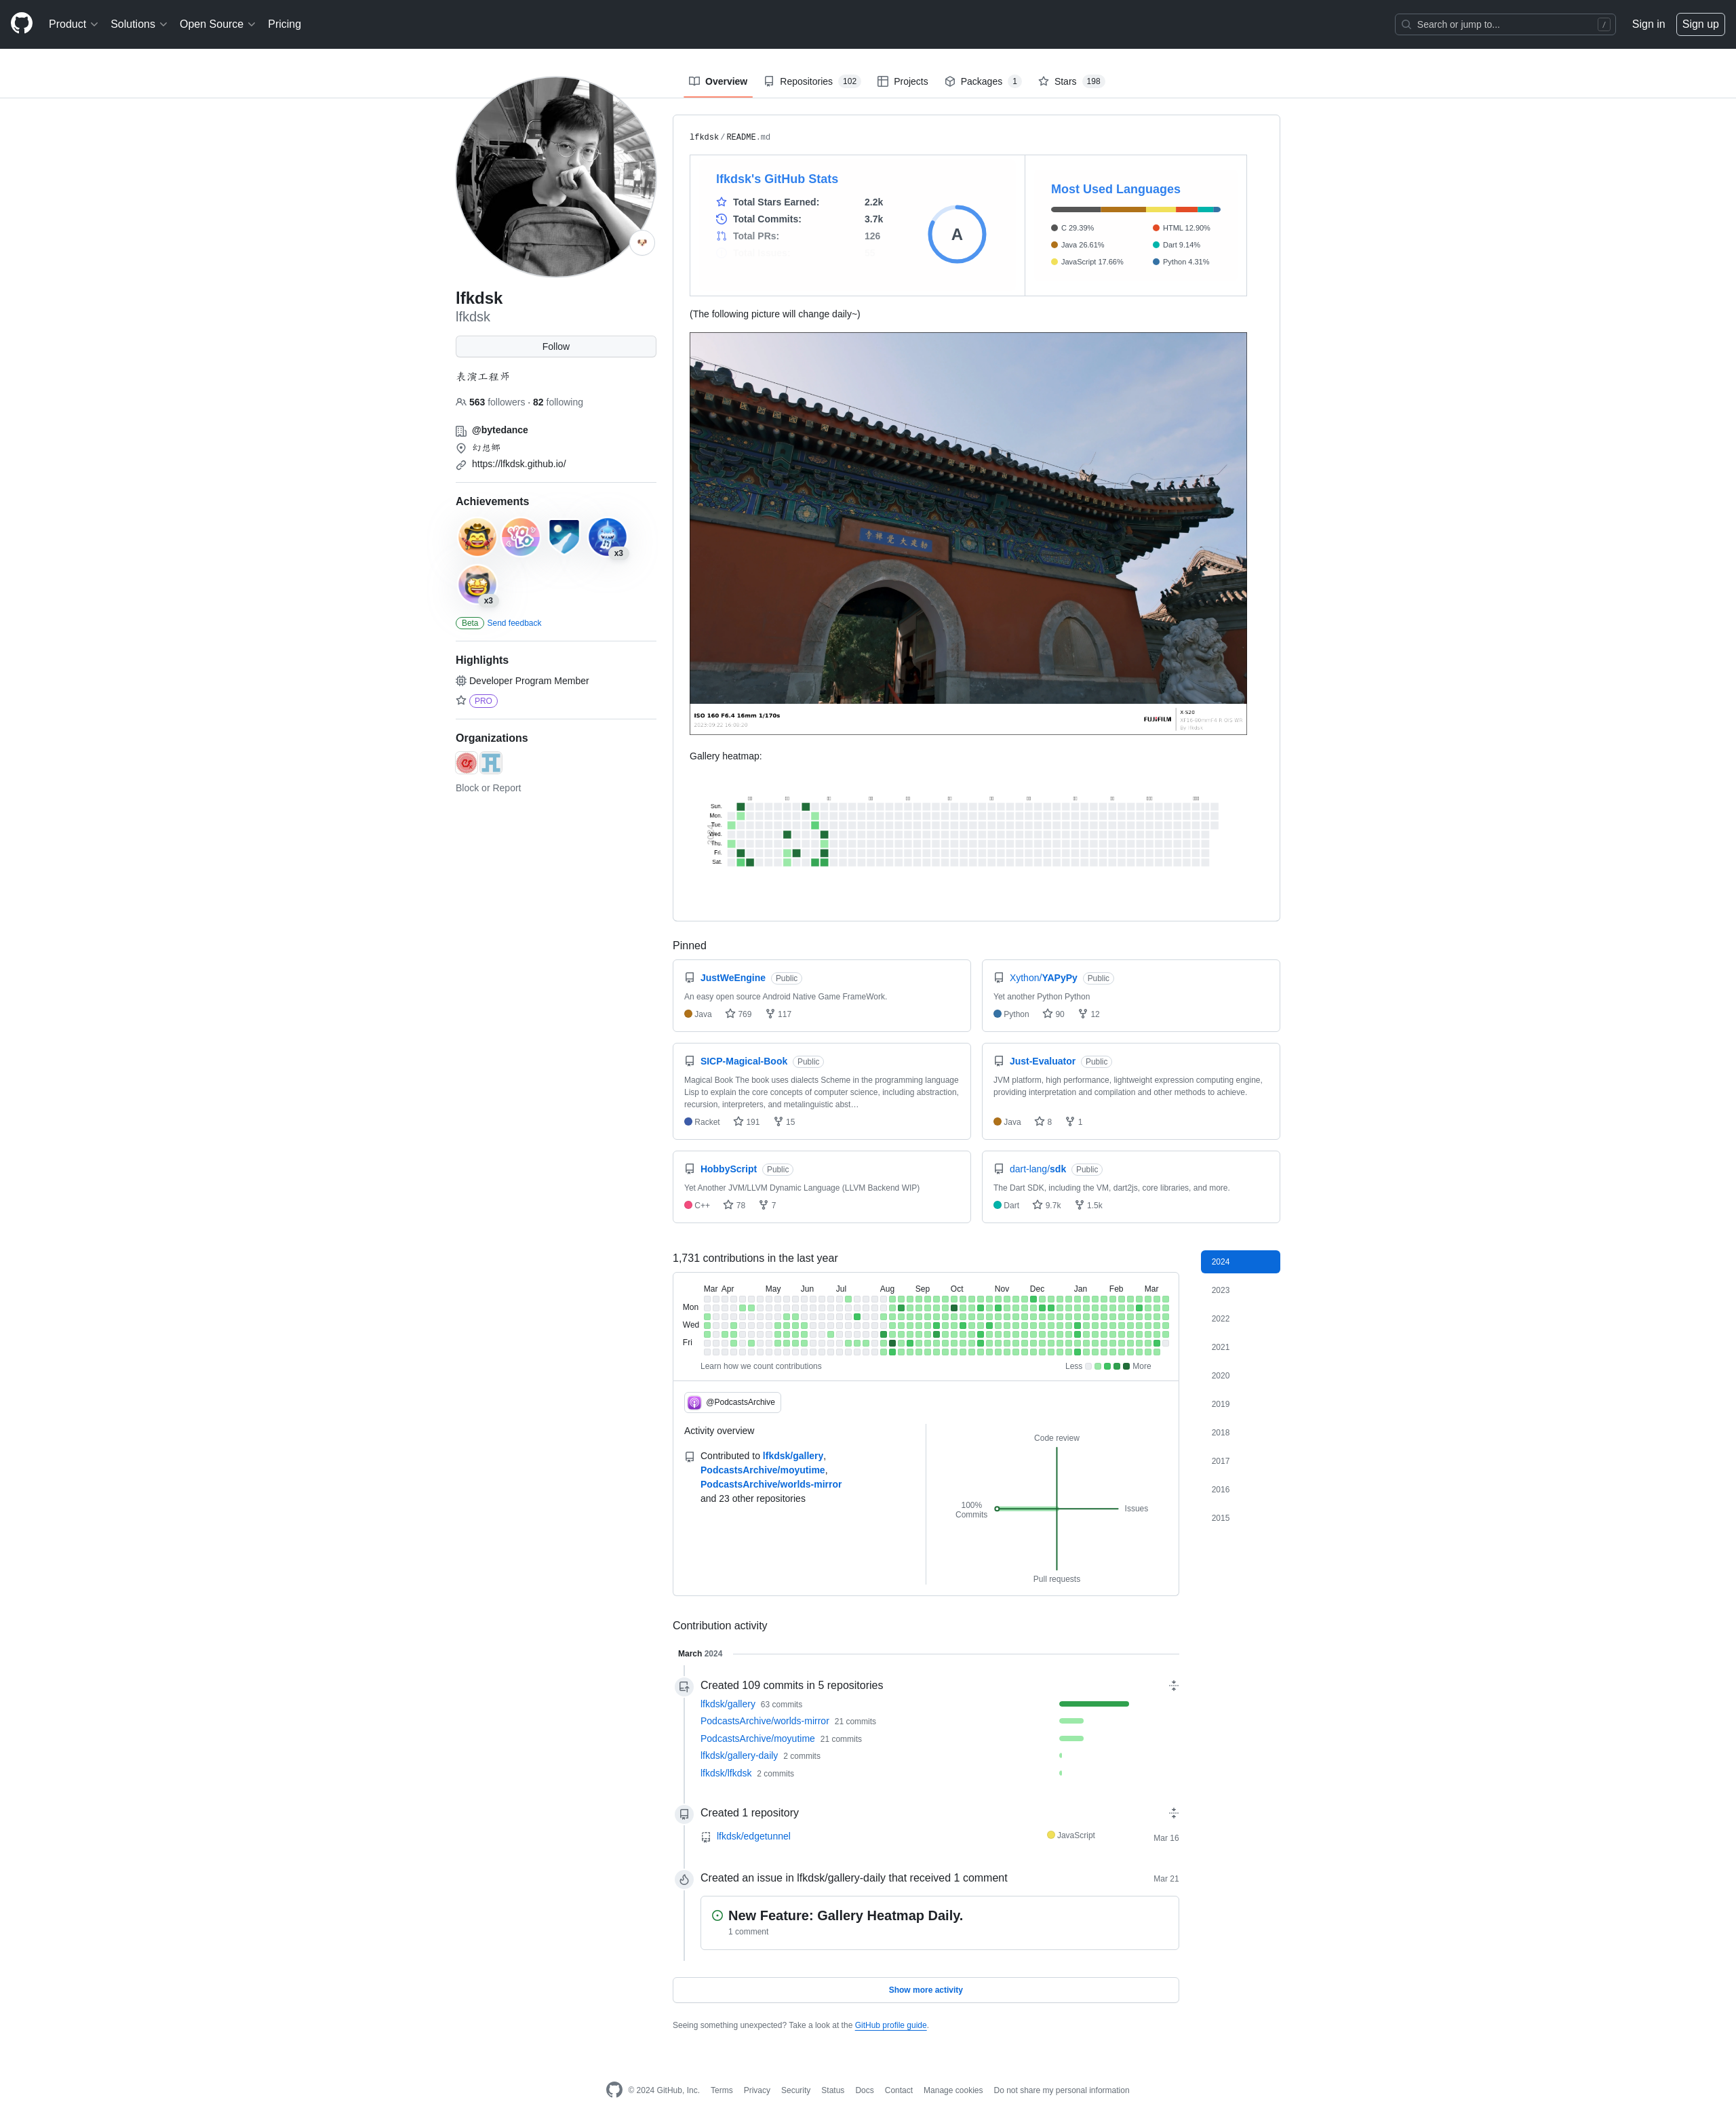 Product Solutions Open Source Pricing
Search or jump to... /
Sign in Sign up
Overview Repositories 102 Projects Packages 1 Stars 198
lfkdsk
lfkdsk
Follow
表演工程师
563 followers · 82 following
@bytedance
幻想鄉
https://lfkdsk.github.io/
Achievements
YOLO
x3
x3
Beta Send feedback
Highlights
Developer Program Member
PRO
Organizations
Block or Report
lfkdsk/README.md
lfkdsk's GitHub Stats
Total Stars Earned: 2.2k
Total Commits: 3.7k
Total PRs: 126
A
Most Used Languages
C 29.39%
Java 26.61%
JavaScript 17.66%
HTML 12.90%
Dart 9.14%
Python 4.31%
(The following picture will change daily~)
ISO 160 F6.4 16mm 1/170s
FUJIFILM
X-S20
Gallery heatmap:
Sun.
Mon.
Tue.
Wed.
Thu.
Fri.
Sat.
Pinned
JustWeEngine Public
An easy open source Android Native Game FrameWork.
Java 769 117
Xython/YAPyPy Public
Yet another Python Python
Python 90 12
SICP-Magical-Book Public
Magical Book The book uses dialects Scheme in the programming language
Lisp to explain the core concepts of computer science, including abstraction,
recursion, interpreters, and metalinguistic abst…
Racket 191 15
Just-Evaluator Public
JVM platform, high performance, lightweight expression computing engine,
providing interpretation and compilation and other methods to achieve.
Java 8 1
HobbyScript Public
Yet Another JVM/LLVM Dynamic Language (LLVM Backend WIP)
C++ 78 7
dart-lang/sdk Public
The Dart SDK, including the VM, dart2js, core libraries, and more.
Dart 9.7k 1.5k
1,731 contributions in the last year
Mar Apr May Jun Jul Aug Sep Oct Nov Dec Jan Feb Mar
Mon
Wed
Fri
Learn how we count contributions
Less More
2024
2023
2022
2021
2020
2019
2018
2017
2016
2015
@PodcastsArchive
Activity overview
Contributed to lfkdsk/gallery,
PodcastsArchive/moyutime,
PodcastsArchive/worlds-mirror
and 23 other repositories
Code review
100%
Commits
Issues
Pull requests
Contribution activity
March 2024
Created 109 commits in 5 repositories
lfkdsk/gallery 63 commits
PodcastsArchive/worlds-mirror 21 commits
PodcastsArchive/moyutime 21 commits
lfkdsk/gallery-daily 2 commits
lfkdsk/lfkdsk 2 commits
Created 1 repository
lfkdsk/edgetunnel JavaScript Mar 16
Created an issue in lfkdsk/gallery-daily that received 1 comment Mar 21
New Feature: Gallery Heatmap Daily.
1 comment
Show more activity
Seeing something unexpected? Take a look at the GitHub profile guide.
© 2024 GitHub, Inc. Terms Privacy Security Status Docs Contact Manage cookies Do not share my personal information